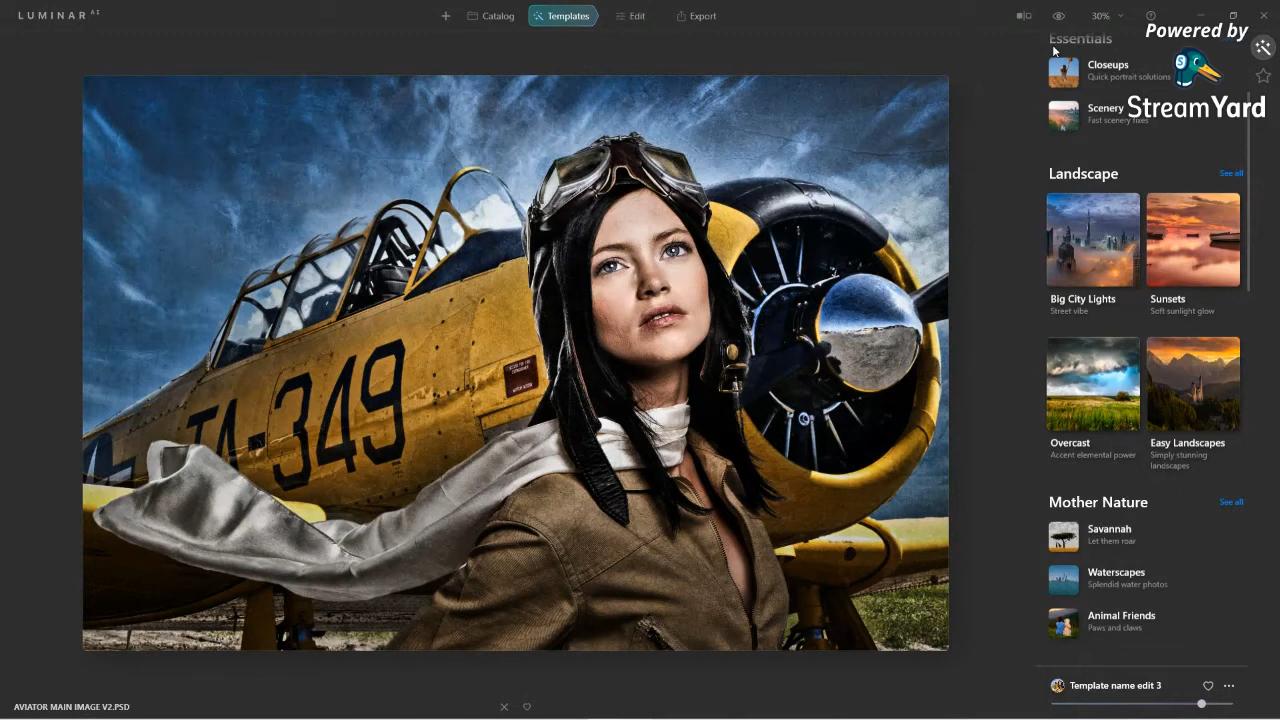 LUMINAR AI
Catalog
Templates
Edit
Export
30%
Powered by
StreamYard
Essentials
Closeups
Quick portrait solutions
Scenery
Fast scenery fixes
Landscape
See all
Big City Lights
Street vibe
Sunsets
Soft sunlight glow
Overcast
Accent elemental power
Easy Landscapes
Simply stunning
landscapes
Mother Nature
See all
Savannah
Let them roar
Waterscapes
Splendid water photos
Animal Friends
Paws and claws
Template name edit 3
TA-349
AVIATOR MAIN IMAGE V2.PSD